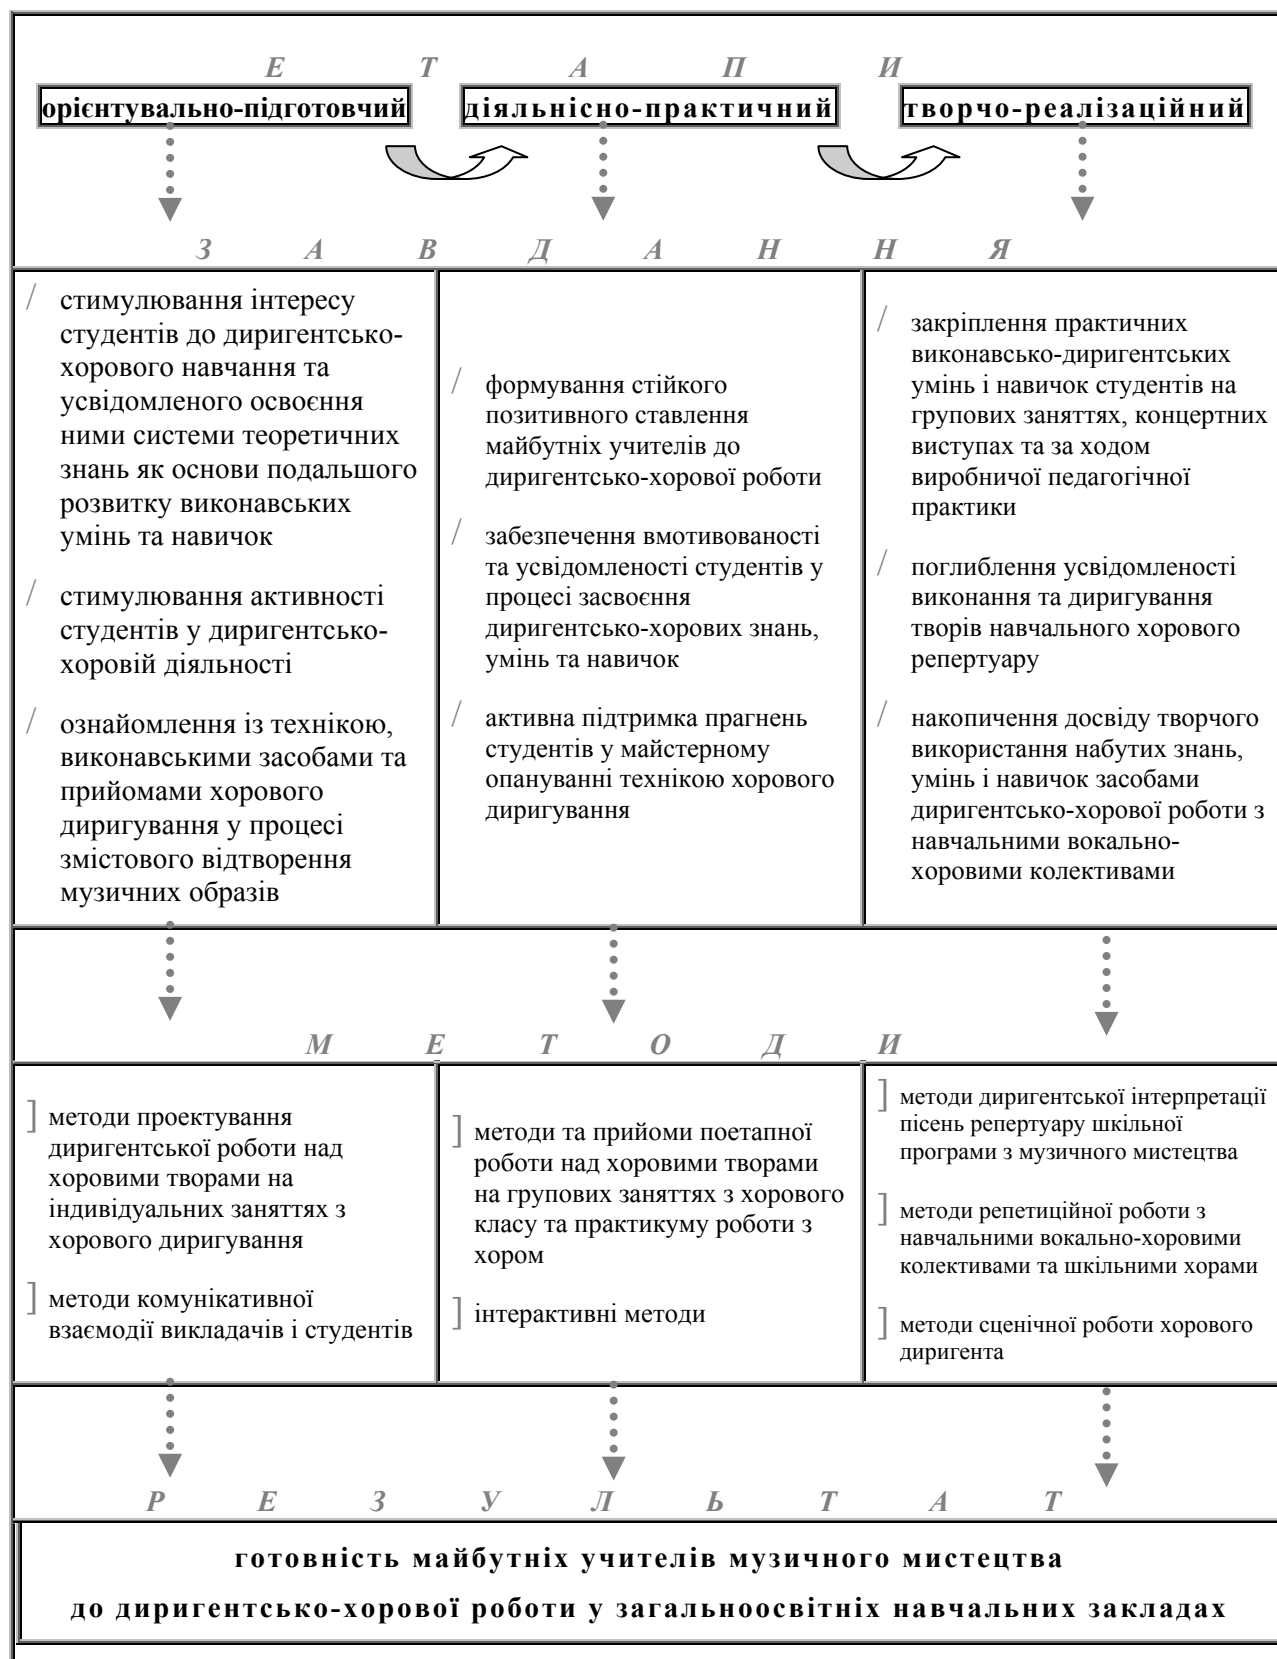 Е Т А П И
орієнтувально-підготовчий
діяльнісно-практичний
творчо-реалізаційний
З А В Д А Н Н Я
/ стимулювання інтересу
студентів до диригентсько-
хорового навчання та
усвідомленого освоєння
ними системи теоретичних
знань як основи подальшого
розвитку виконавських
умінь та навичок
/ стимулювання активності
студентів у диригентсько-
хоровій діяльності
/ ознайомлення із технікою,
виконавськими засобами та
прийомами хорового
диригування у процесі
змістового відтворення
музичних образів
/ формування стійкого
позитивного ставлення
майбутніх учителів до
диригентсько-хорової роботи
/ забезпечення вмотивованості
та усвідомленості студентів у
процесі засвоєння
диригентсько-хорових знань,
умінь та навичок
/ активна підтримка прагнень
студентів у майстерному
опануванні технікою хорового
диригування
/ закріплення практичних
виконавсько-диригентських
умінь і навичок студентів на
групових заняттях, концертних
виступах та за ходом
виробничої педагогічної
практики
/ поглиблення усвідомленості
виконання та диригування
творів навчального хорового
репертуару
/ накопичення досвіду творчого
використання набутих знань,
умінь і навичок засобами
диригентсько-хорової роботи з
навчальними вокально-
хоровими колективами
М Е Т О Д И
] методи проектування
диригентської роботи над
хоровими творами на
індивідуальних заняттях з
хорового диригування
] методи комунікативної
взаємодії викладачів і студентів
] методи та прийоми поетапної
роботи над хоровими творами
на групових заняттях з хорового
класу та практикуму роботи з
хором
] інтерактивні методи
] методи диригентської інтерпретації
пісень репертуару шкільної
програми з музичного мистецтва
] методи репетиційної роботи з
навчальними вокально-хоровими
колективами та шкільними хорами
] методи сценічної роботи хорового
диригента
Р Е З У Л Ь Т А Т
готовність майбутніх учителів музичного мистецтва
до диригентсько-хорової роботи у загальноосвітніх навчальних закладах